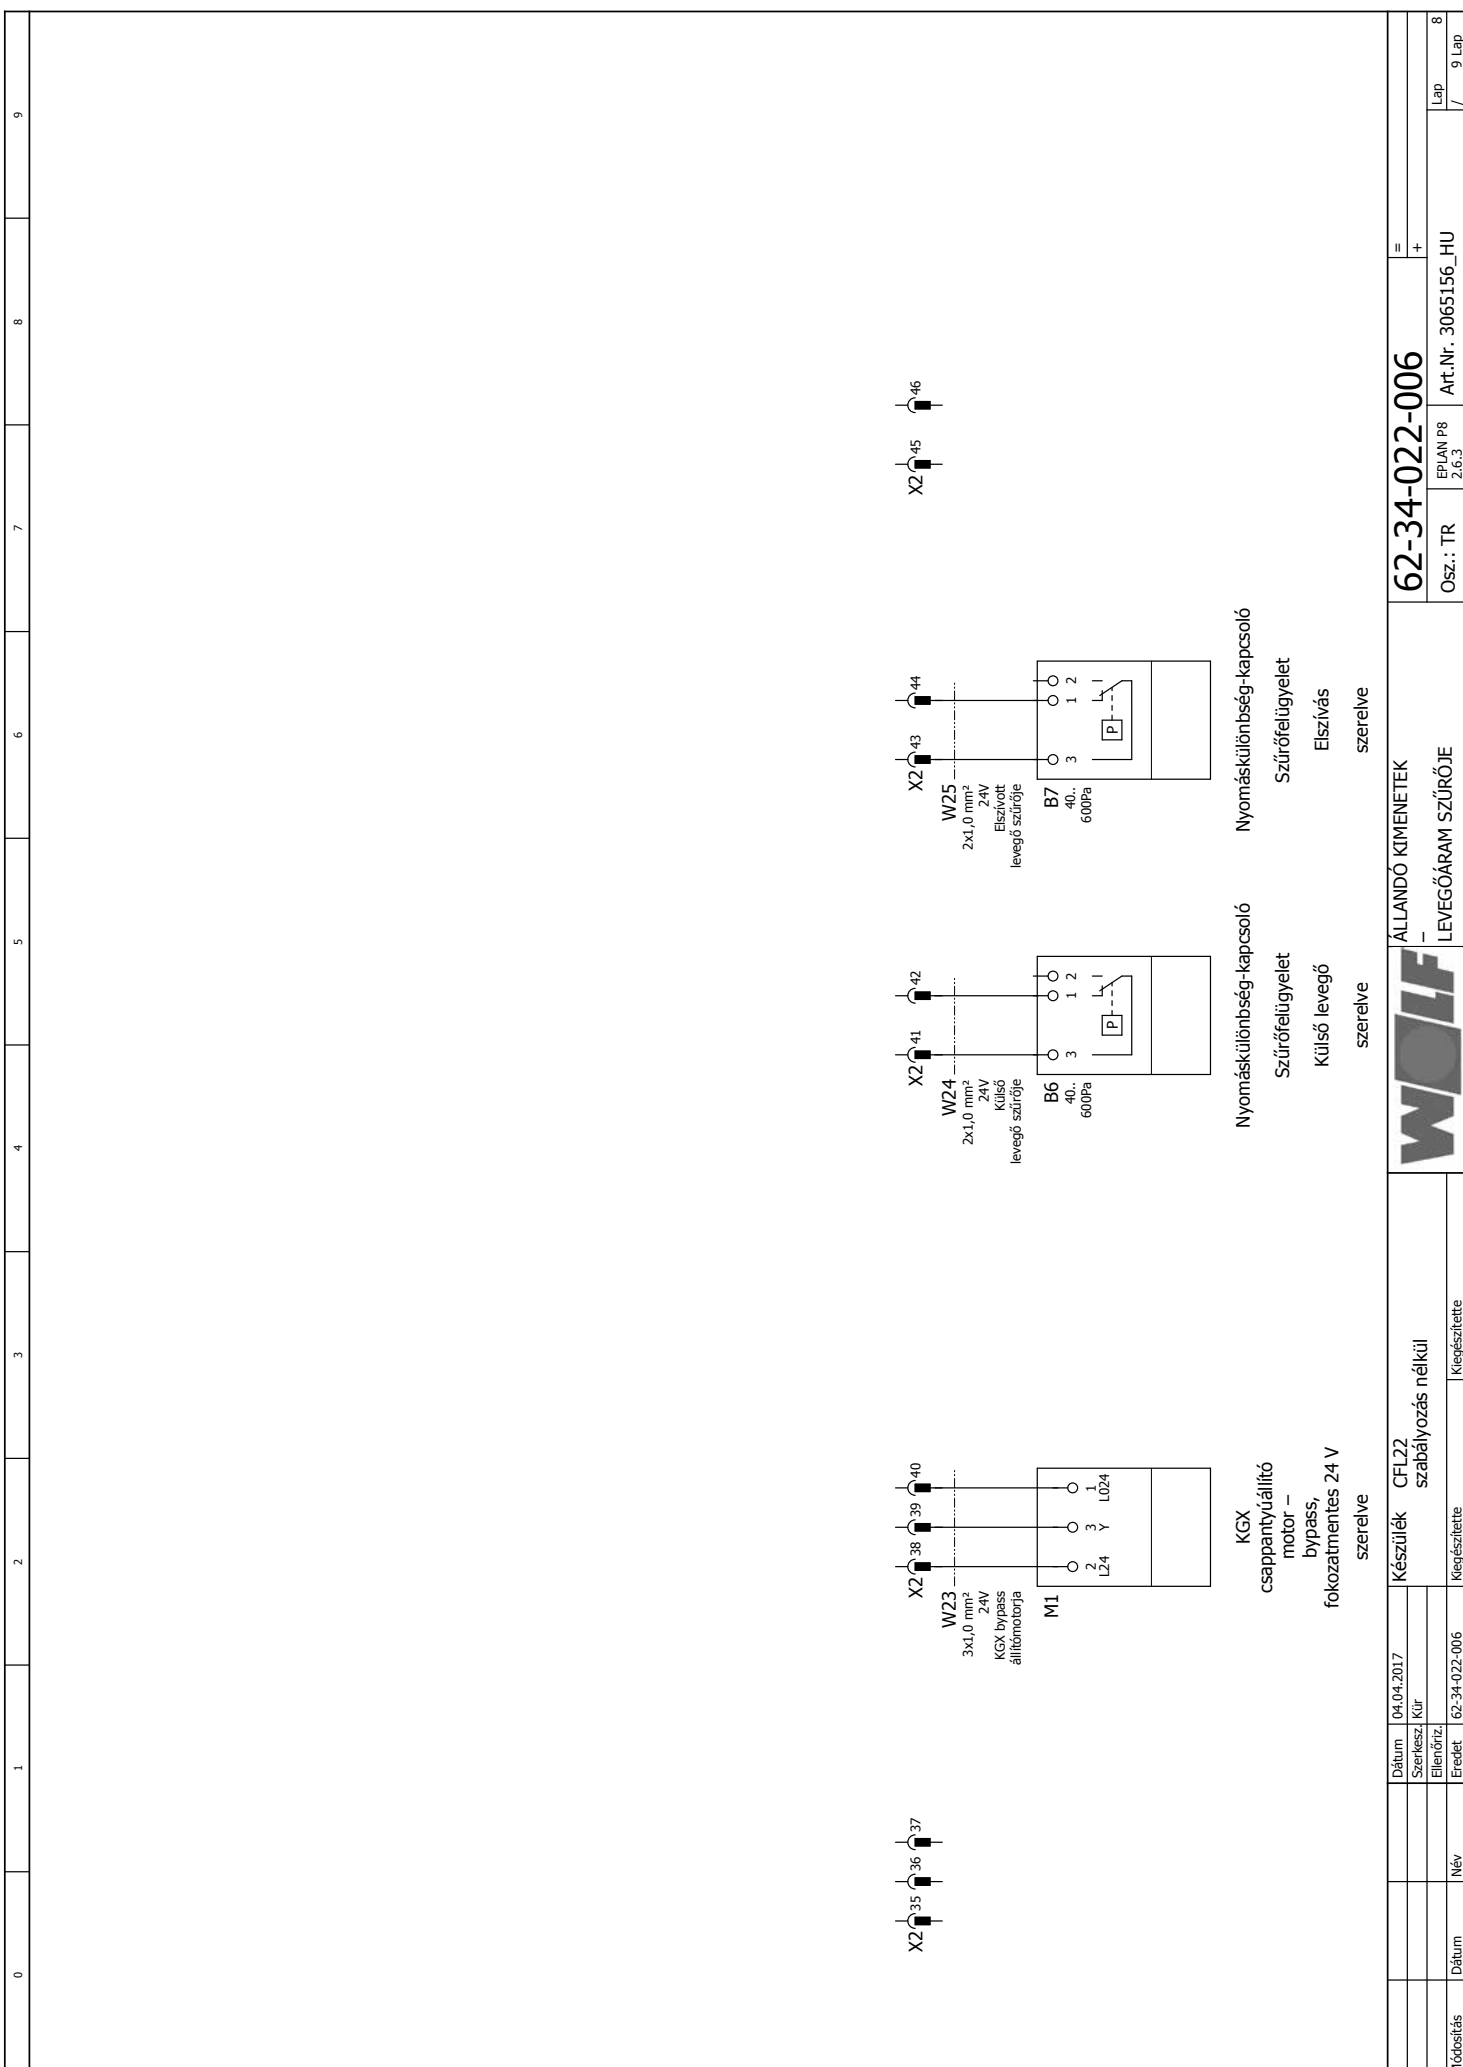 0 1 2 3 4 5 6 7 8 9
X2 35 36 37
X2 38 39 40
W23
3x1,0 mm²
24V
KGX bypass
állítómotorja
M1
2 3 1
L24 Y L024
KGX
csappantyúállító
motor –
bypass,
fokozatmentes 24 V
szerelve
X2 41 42
W24
2x1,0 mm²
24V
Külső
levegő szűrője
B6
40..
600Pa
3 1 2
P
Nyomáskülönbség-kapcsoló
Szűrőfelügyelet
Külső levegő
szerelve
X2 43 44
W25
2x1,0 mm²
24V
Elszívott
levegő szűrője
B7
40..
600Pa
3 1 2
P
Nyomáskülönbség-kapcsoló
Szűrőfelügyelet
Elszívás
szerelve
X2 45 46
Dátum Név
Dátum 04.04.2017
Szerkesz. Kür
Ellenőriz.
Eredet 62-34-022-006
Készülék CFL22
szabályozás nélkül
Kiegészítette Kiegészítette
WOLF
ÁLLANDÓ KIMENETEK
–
LEVEGŐÁRAM SZŰRŐJE
62-34-022-006
=
+
Osz.: TR
EPLAN P8
2.6.3
Art.Nr. 3065156_HU
Lap 8
/ 9 Lap